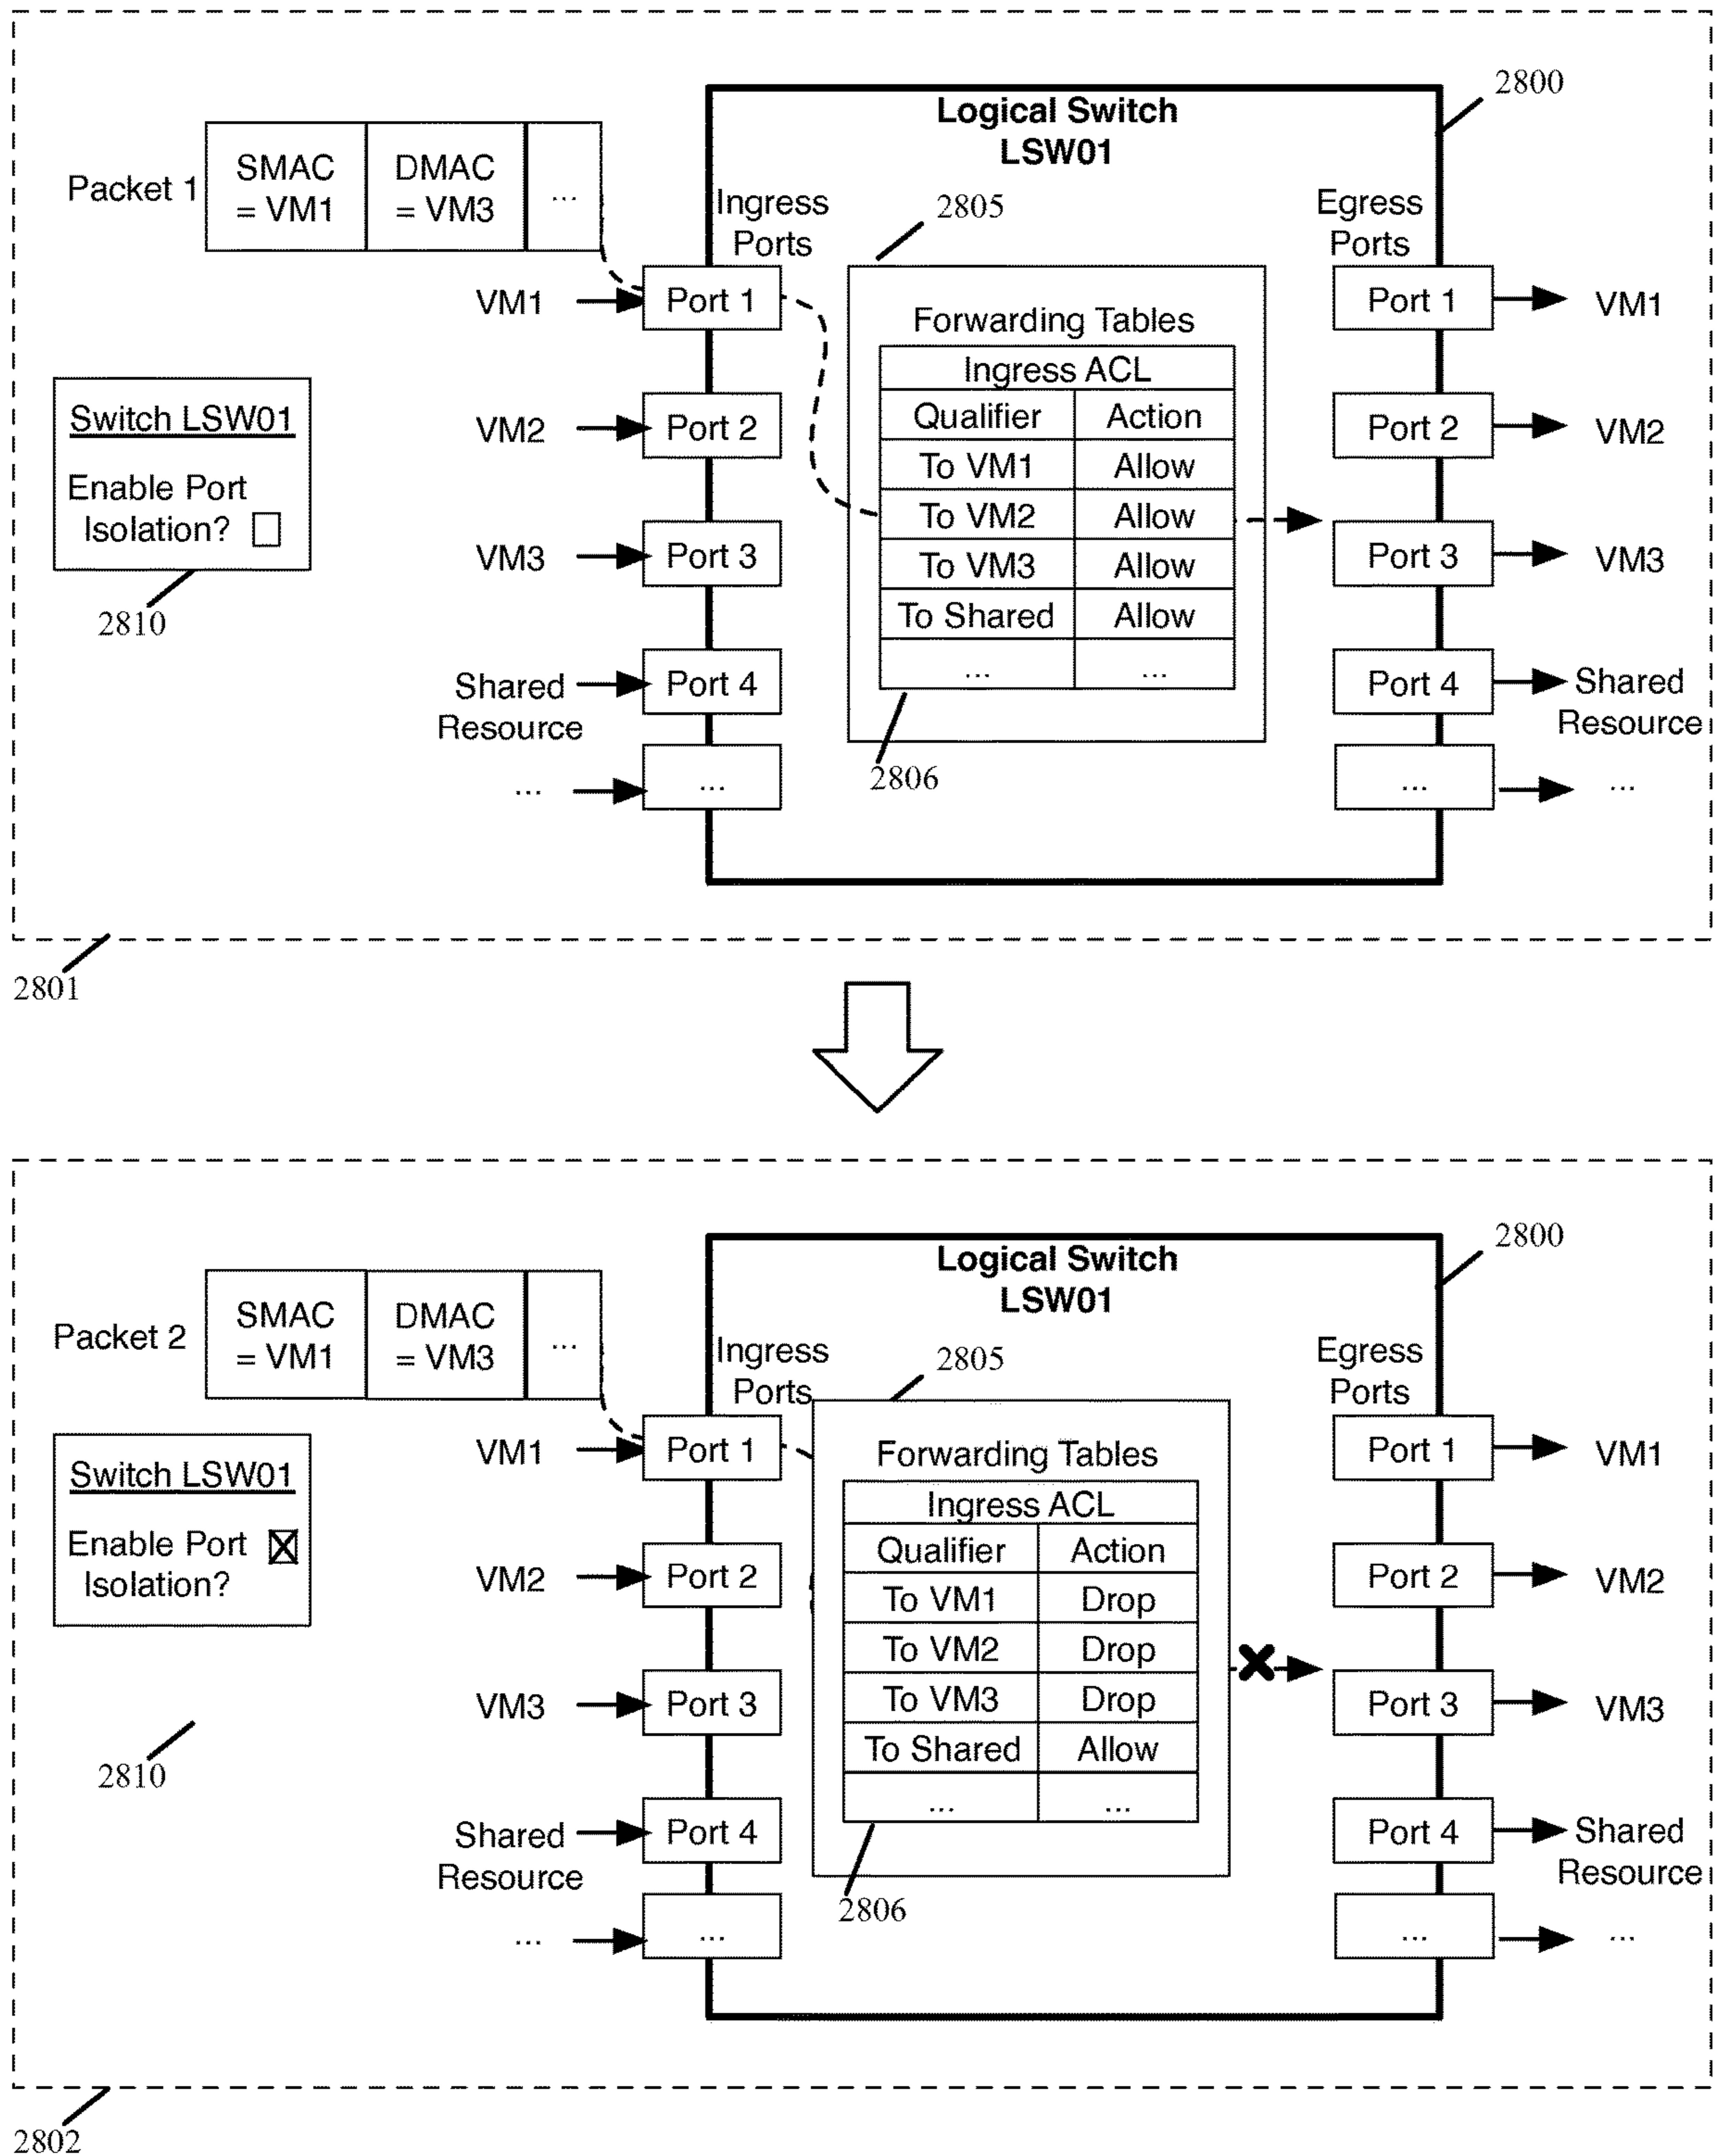 2800
Logical Switch
LSW01
Packet 1
SMAC
= VM1
DMAC
= VM3
...
Ingress
Ports
2805
Egress
Ports
VM1
Port 1
Forwarding Tables
Ingress ACL
Qualifier
Action
To VM1
Allow
To VM2
Allow
To VM3
Allow
To Shared
Allow
...
...
2806
Port 1
VM1
Switch LSW01
Enable Port
Isolation?
2810
VM2
Port 2
Port 2
VM2
VM3
Port 3
Port 3
VM3
Shared
Resource
Port 4
Port 4
Shared
Resource
...
...
...
...
2801
2800
Logical Switch
LSW01
Packet 2
SMAC
= VM1
DMAC
= VM3
...
Ingress
Ports
2805
Egress
Ports
VM1
Port 1
Forwarding Tables
Ingress ACL
Qualifier
Action
To VM1
Drop
To VM2
Drop
To VM3
Drop
To Shared
Allow
...
...
2806
Port 1
VM1
Switch LSW01
Enable Port
Isolation?
2810
VM2
Port 2
Port 2
VM2
VM3
Port 3
Port 3
VM3
Shared
Resource
Port 4
Port 4
Shared
Resource
...
...
...
...
2802